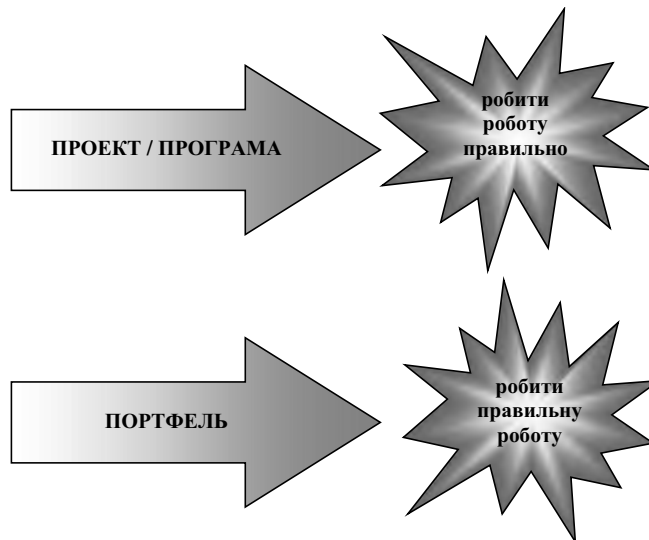 ПРОЕКТ / ПРОГРАМА
робити
роботу
правильно
ПОРТФЕЛЬ
робити
правильну
роботу